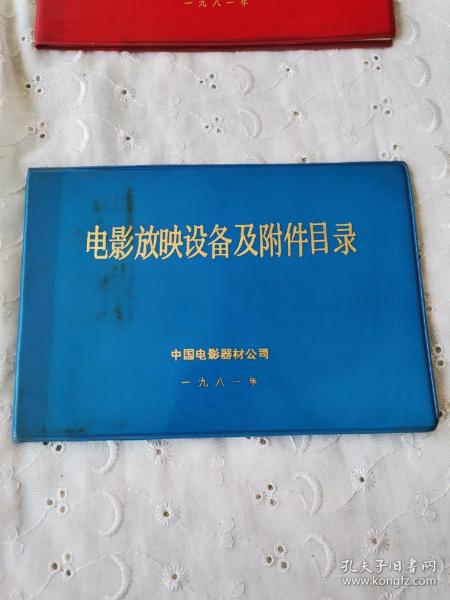 一九八一年
电影放映设备及附件目录
中国电影器材公司
一九八一年
孔夫子旧书网
www.kongfz.com